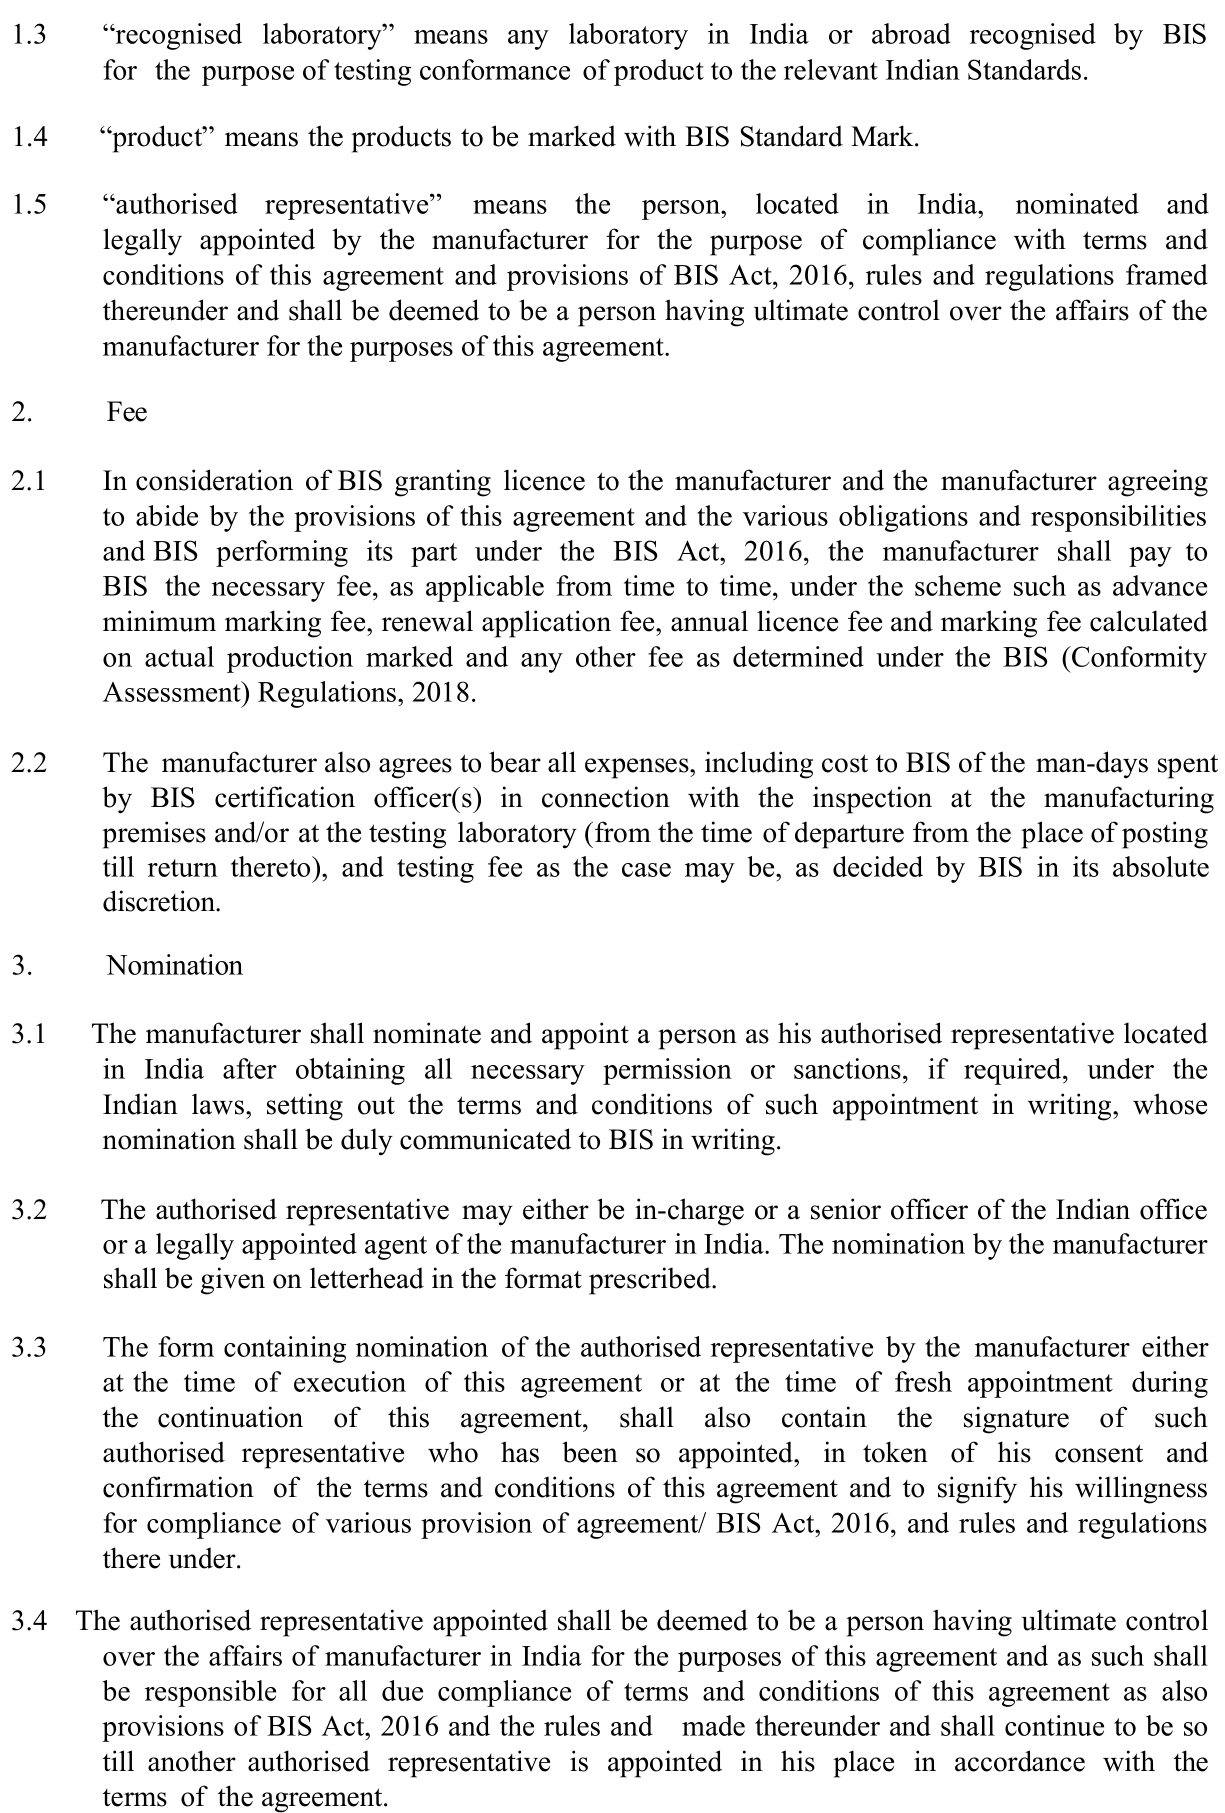 1.3 “recognised laboratory” means any laboratory in India or abroad recognised by BIS
for the purpose of testing conformance of product to the relevant Indian Standards.
1.4 “product” means the products to be marked with BIS Standard Mark.
1.5 “authorised representative” means the person, located in India, nominated and
legally appointed by the manufacturer for the purpose of compliance with terms and
conditions of this agreement and provisions of BIS Act, 2016, rules and regulations framed
thereunder and shall be deemed to be a person having ultimate control over the affairs of the
manufacturer for the purposes of this agreement.
2. Fee
2.1 In consideration of BIS granting licence to the manufacturer and the manufacturer agreeing
to abide by the provisions of this agreement and the various obligations and responsibilities
and BIS performing its part under the BIS Act, 2016, the manufacturer shall pay to
BIS the necessary fee, as applicable from time to time, under the scheme such as advance
minimum marking fee, renewal application fee, annual licence fee and marking fee calculated
on actual production marked and any other fee as determined under the BIS (Conformity
Assessment) Regulations, 2018.
2.2 The manufacturer also agrees to bear all expenses, including cost to BIS of the man-days spent
by BIS certification officer(s) in connection with the inspection at the manufacturing
premises and/or at the testing laboratory (from the time of departure from the place of posting
till return thereto), and testing fee as the case may be, as decided by BIS in its absolute
discretion.
3. Nomination
3.1 The manufacturer shall nominate and appoint a person as his authorised representative located
in India after obtaining all necessary permission or sanctions, if required, under the
Indian laws, setting out the terms and conditions of such appointment in writing, whose
nomination shall be duly communicated to BIS in writing.
3.2 The authorised representative may either be in-charge or a senior officer of the Indian office
or a legally appointed agent of the manufacturer in India. The nomination by the manufacturer
shall be given on letterhead in the format prescribed.
3.3 The form containing nomination of the authorised representative by the manufacturer either
at the time of execution of this agreement or at the time of fresh appointment during
the continuation of this agreement, shall also contain the signature of such
authorised representative who has been so appointed, in token of his consent and
confirmation of the terms and conditions of this agreement and to signify his willingness
for compliance of various provision of agreement/ BIS Act, 2016, and rules and regulations
there under.
3.4 The authorised representative appointed shall be deemed to be a person having ultimate control
over the affairs of manufacturer in India for the purposes of this agreement and as such shall
be responsible for all due compliance of terms and conditions of this agreement as also
provisions of BIS Act, 2016 and the rules and made thereunder and shall continue to be so
till another authorised representative is appointed in his place in accordance with the
terms of the agreement.